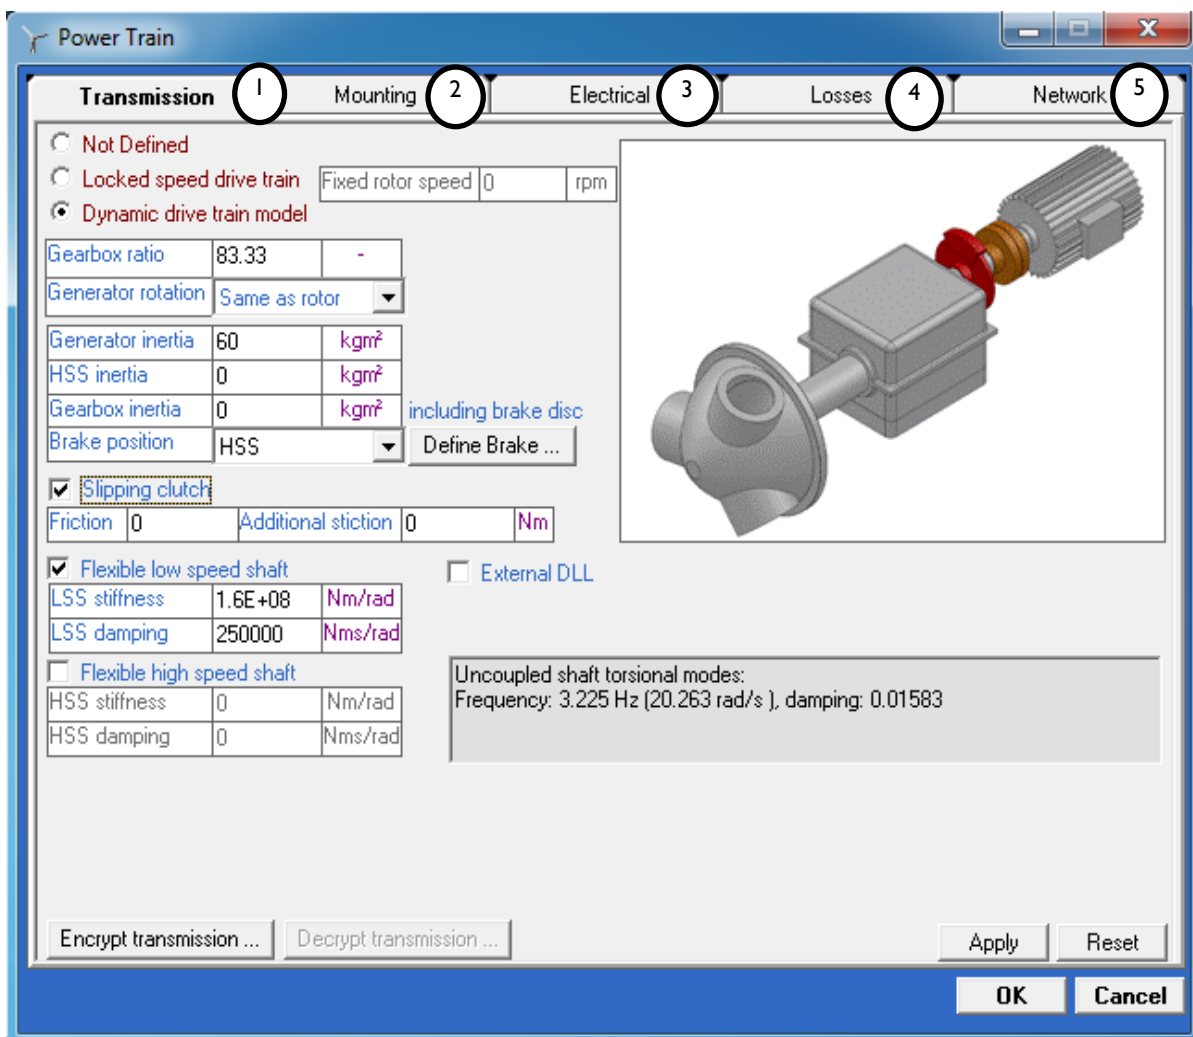 Power Train
Transmission 1 Mounting 2 Electrical 3 Losses 4 Network 5
Not Defined
Locked speed drive train Fixed rotor speed 0 rpm
Dynamic drive train model
Gearbox ratio 83.33 -
Generator rotation Same as rotor
Generator inertia 60 kgm²
HSS inertia 0 kgm²
Gearbox inertia 0 kgm² including brake disc
Brake position HSS Define Brake ...
Slipping clutch
Friction 0 Additional stiction 0 Nm
Flexible low speed shaft External DLL
LSS stiffness 1.6E+08 Nm/rad
LSS damping 250000 Nms/rad
Flexible high speed shaft
HSS stiffness 0 Nm/rad
HSS damping 0 Nms/rad
Uncoupled shaft torsional modes:
Frequency: 3.225 Hz (20.263 rad/s ), damping: 0.01583
Encrypt transmission ... Decrypt transmission ... Apply Reset
OK Cancel